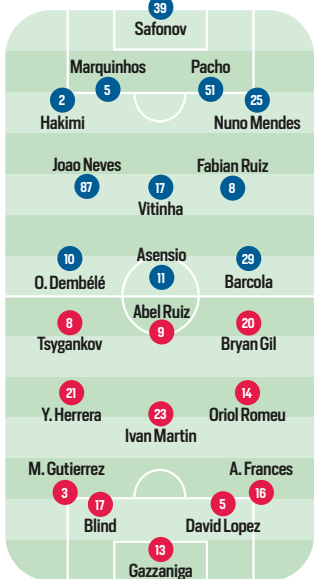 39
Safonov
Marquinhos Pacho
5 51
2 25
Hakimi Nuno Mendes
Joao Neves Fabian Ruiz
87 17 8
Vitinha
10 Asensio 29
O. Dembélé 11 Barcola
Abel Ruiz
8 9 20
Tsygankov Bryan Gil
21 14
Y. Herrera 23 Oriol Romeu
Ivan Martin
M. Gutierrez A. Frances
3 17 5 16
Blind David Lopez
13
Gazzaniga